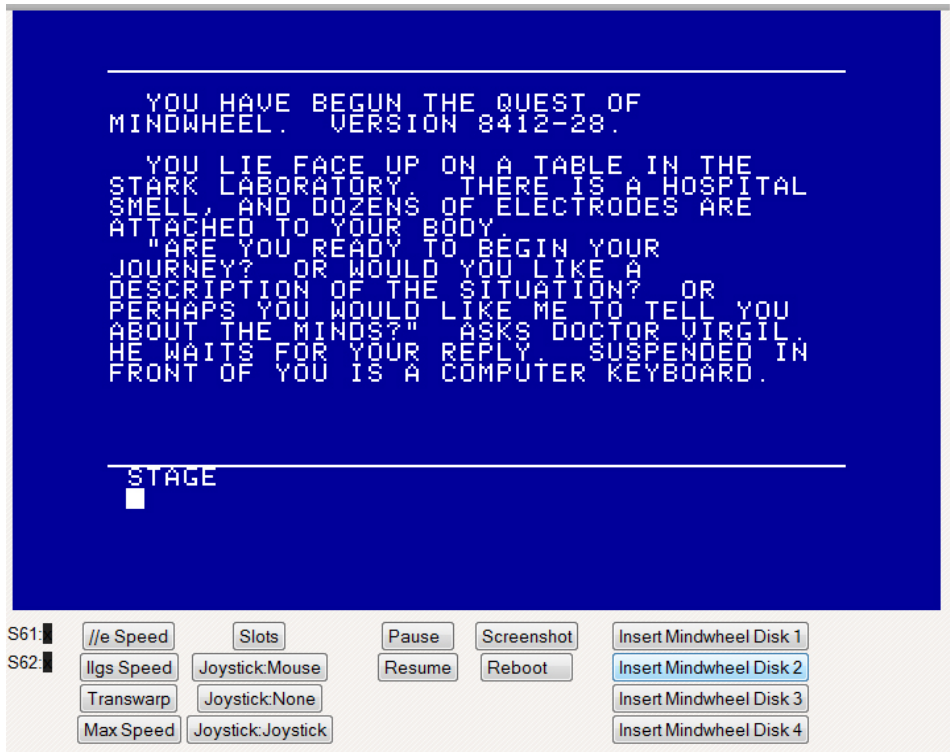 YOU HAVE BEGUN THE QUEST OF
MINDWHEEL. VERSION 8412-28.
YOU LIE FACE UP ON A TABLE IN THE
STARK LABORATORY. THERE IS A HOSPITAL
SMELL, AND DOZENS OF ELECTRODES ARE
ATTACHED TO YOUR BODY.
"ARE YOU READY TO BEGIN YOUR
JOURNEY? OR WOULD YOU LIKE A
DESCRIPTION OF THE SITUATION? OR
PERHAPS YOU WOULD LIKE ME TO TELL YOU
ABOUT THE MINDS?" ASKS DOCTOR VIRGIL.
HE WAITS FOR YOUR REPLY. SUSPENDED IN
FRONT OF YOU IS A COMPUTER KEYBOARD.
STAGE
S61:x //e Speed Slots Pause Screenshot Insert Mindwheel Disk 1
S62:x IIgs Speed Joystick:Mouse Resume Reboot Insert Mindwheel Disk 2
Transwarp Joystick:None Insert Mindwheel Disk 3
Max Speed Joystick:Joystick Insert Mindwheel Disk 4